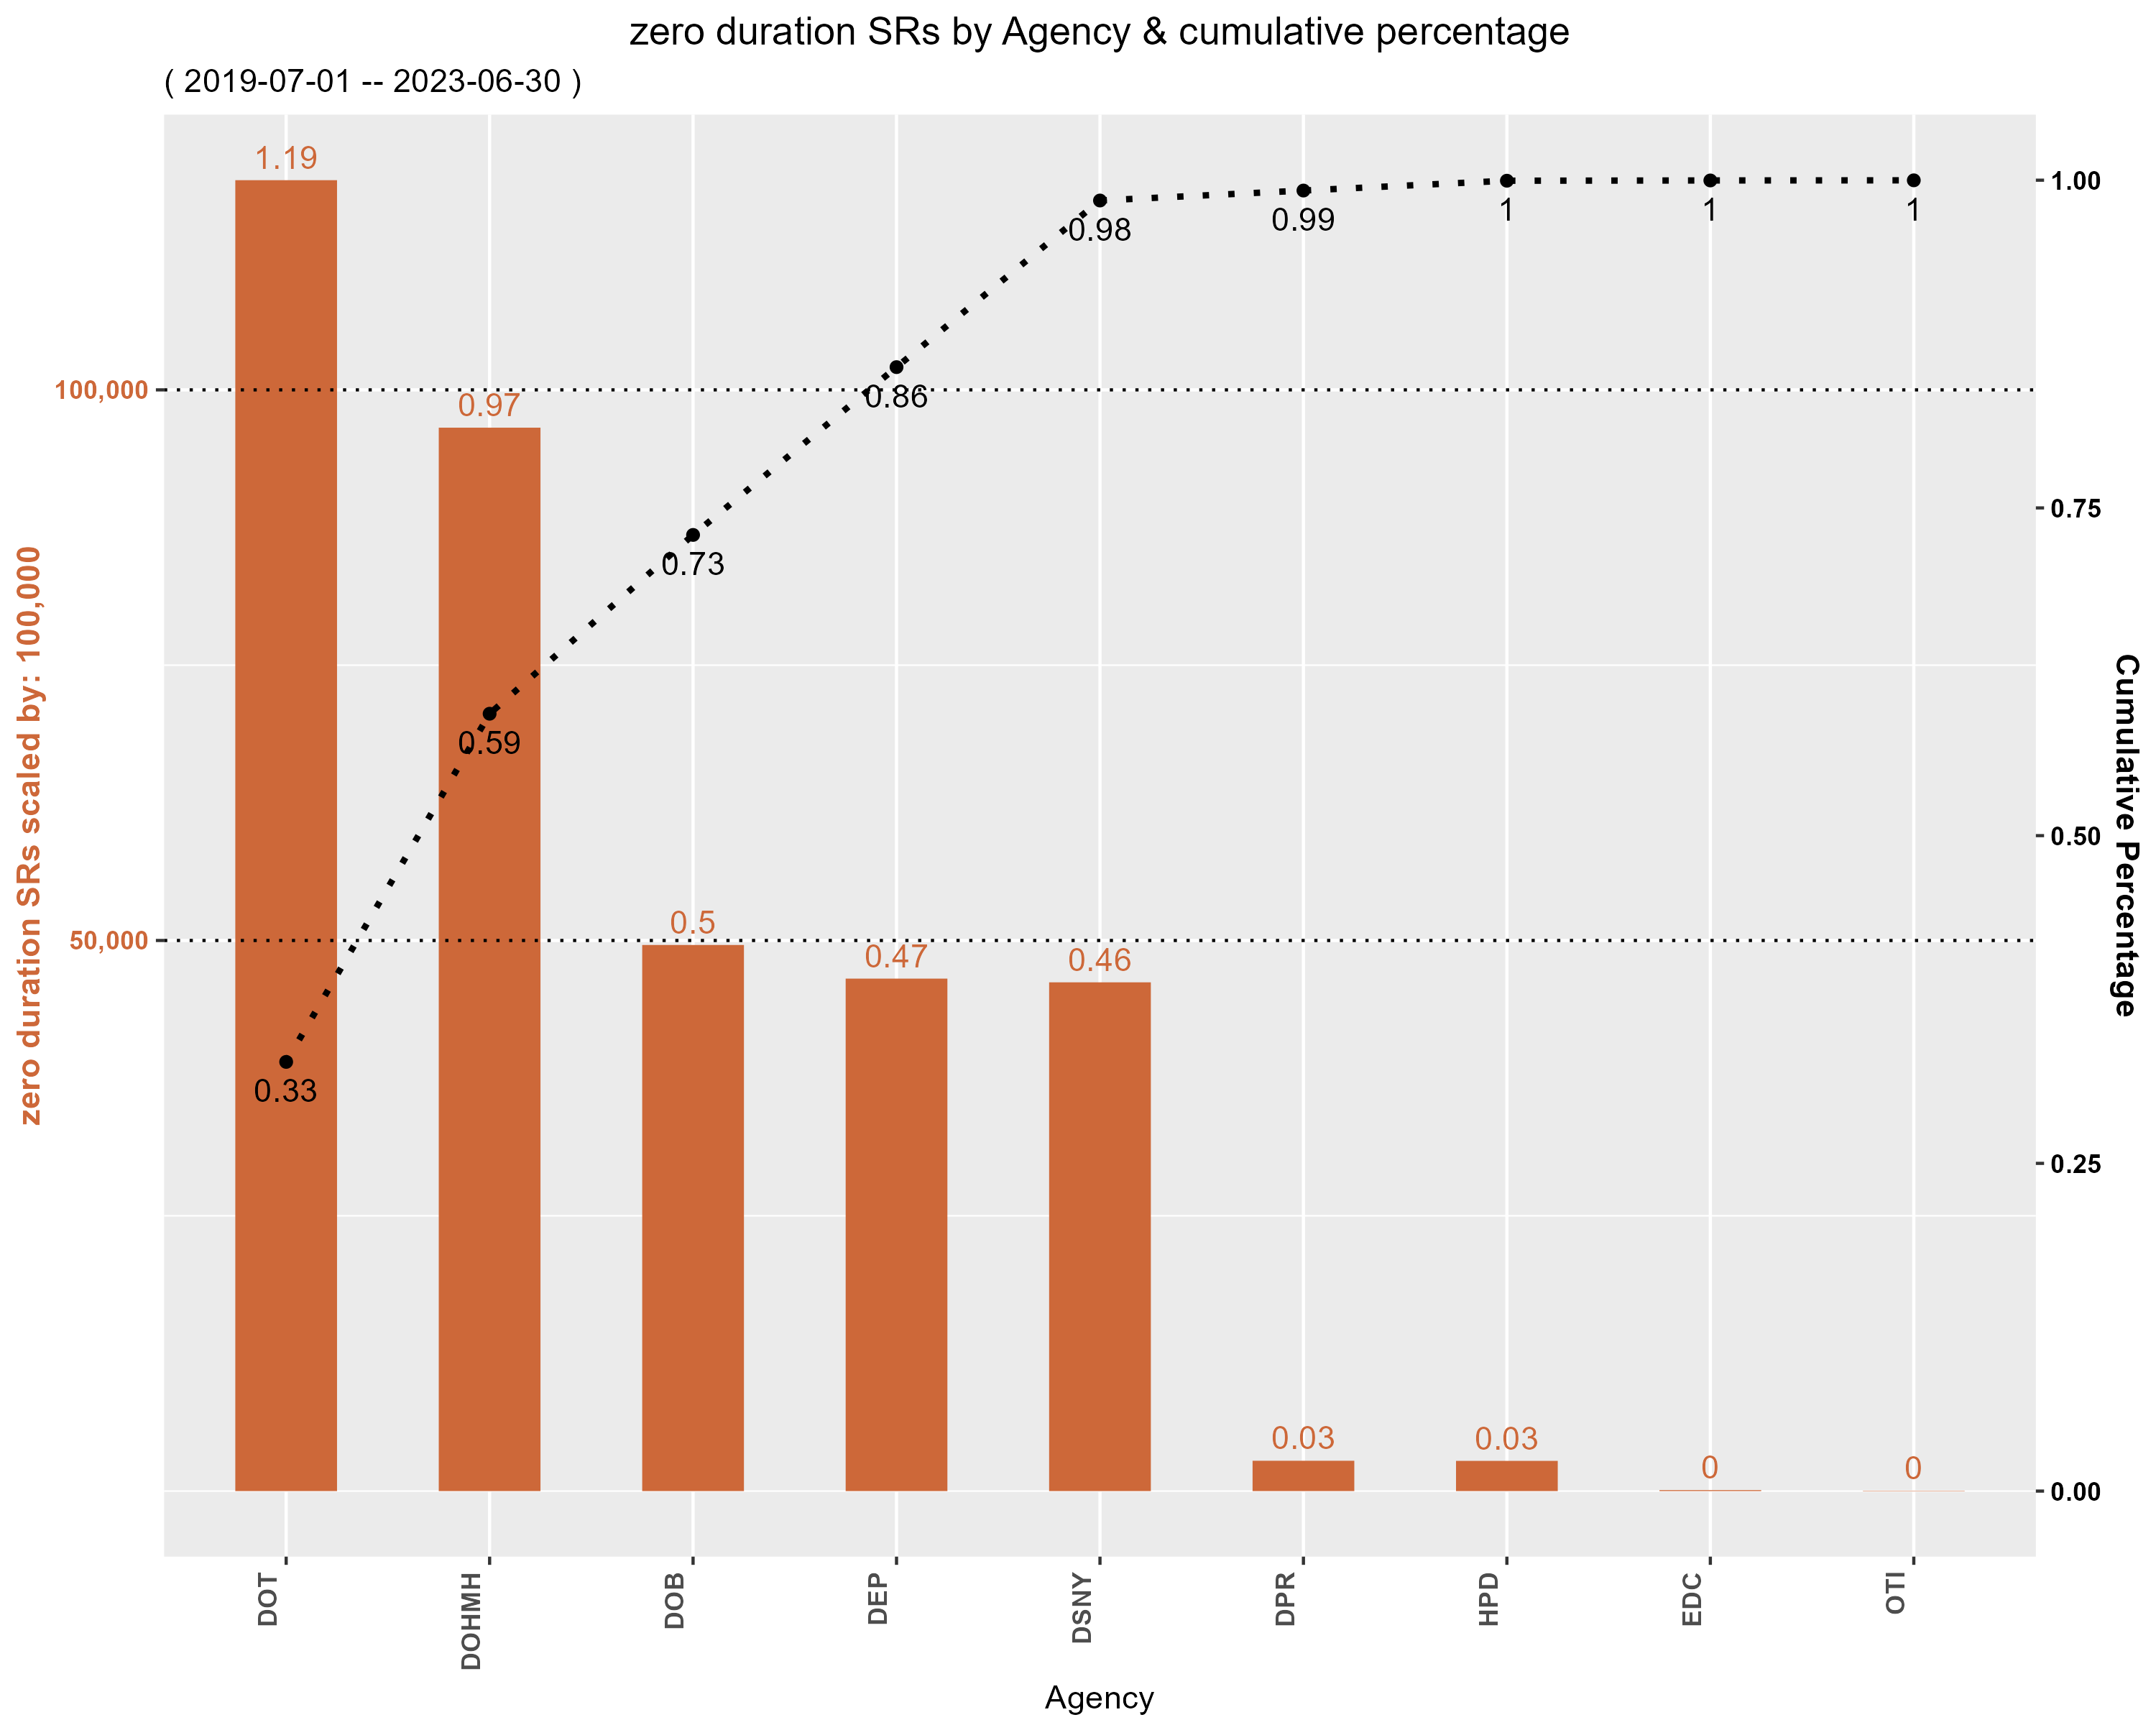 zero duration SRs by Agency & cumulative percentage
( 2019-07-01 -- 2023-06-30 )
zero duration SRs scaled by: 100,000
100,000
50,000
1.19
0.97
0.5
0.47
0.46
0.03
0.03
0
0
0.33
0.59
0.73
0.86
0.98
0.99
1
1
1
1.00
0.75
0.50
0.25
0.00
Cumulative Percentage
DOT
DOHMH
DOB
DEP
DSNY
DPR
HPD
EDC
OTI
Agency